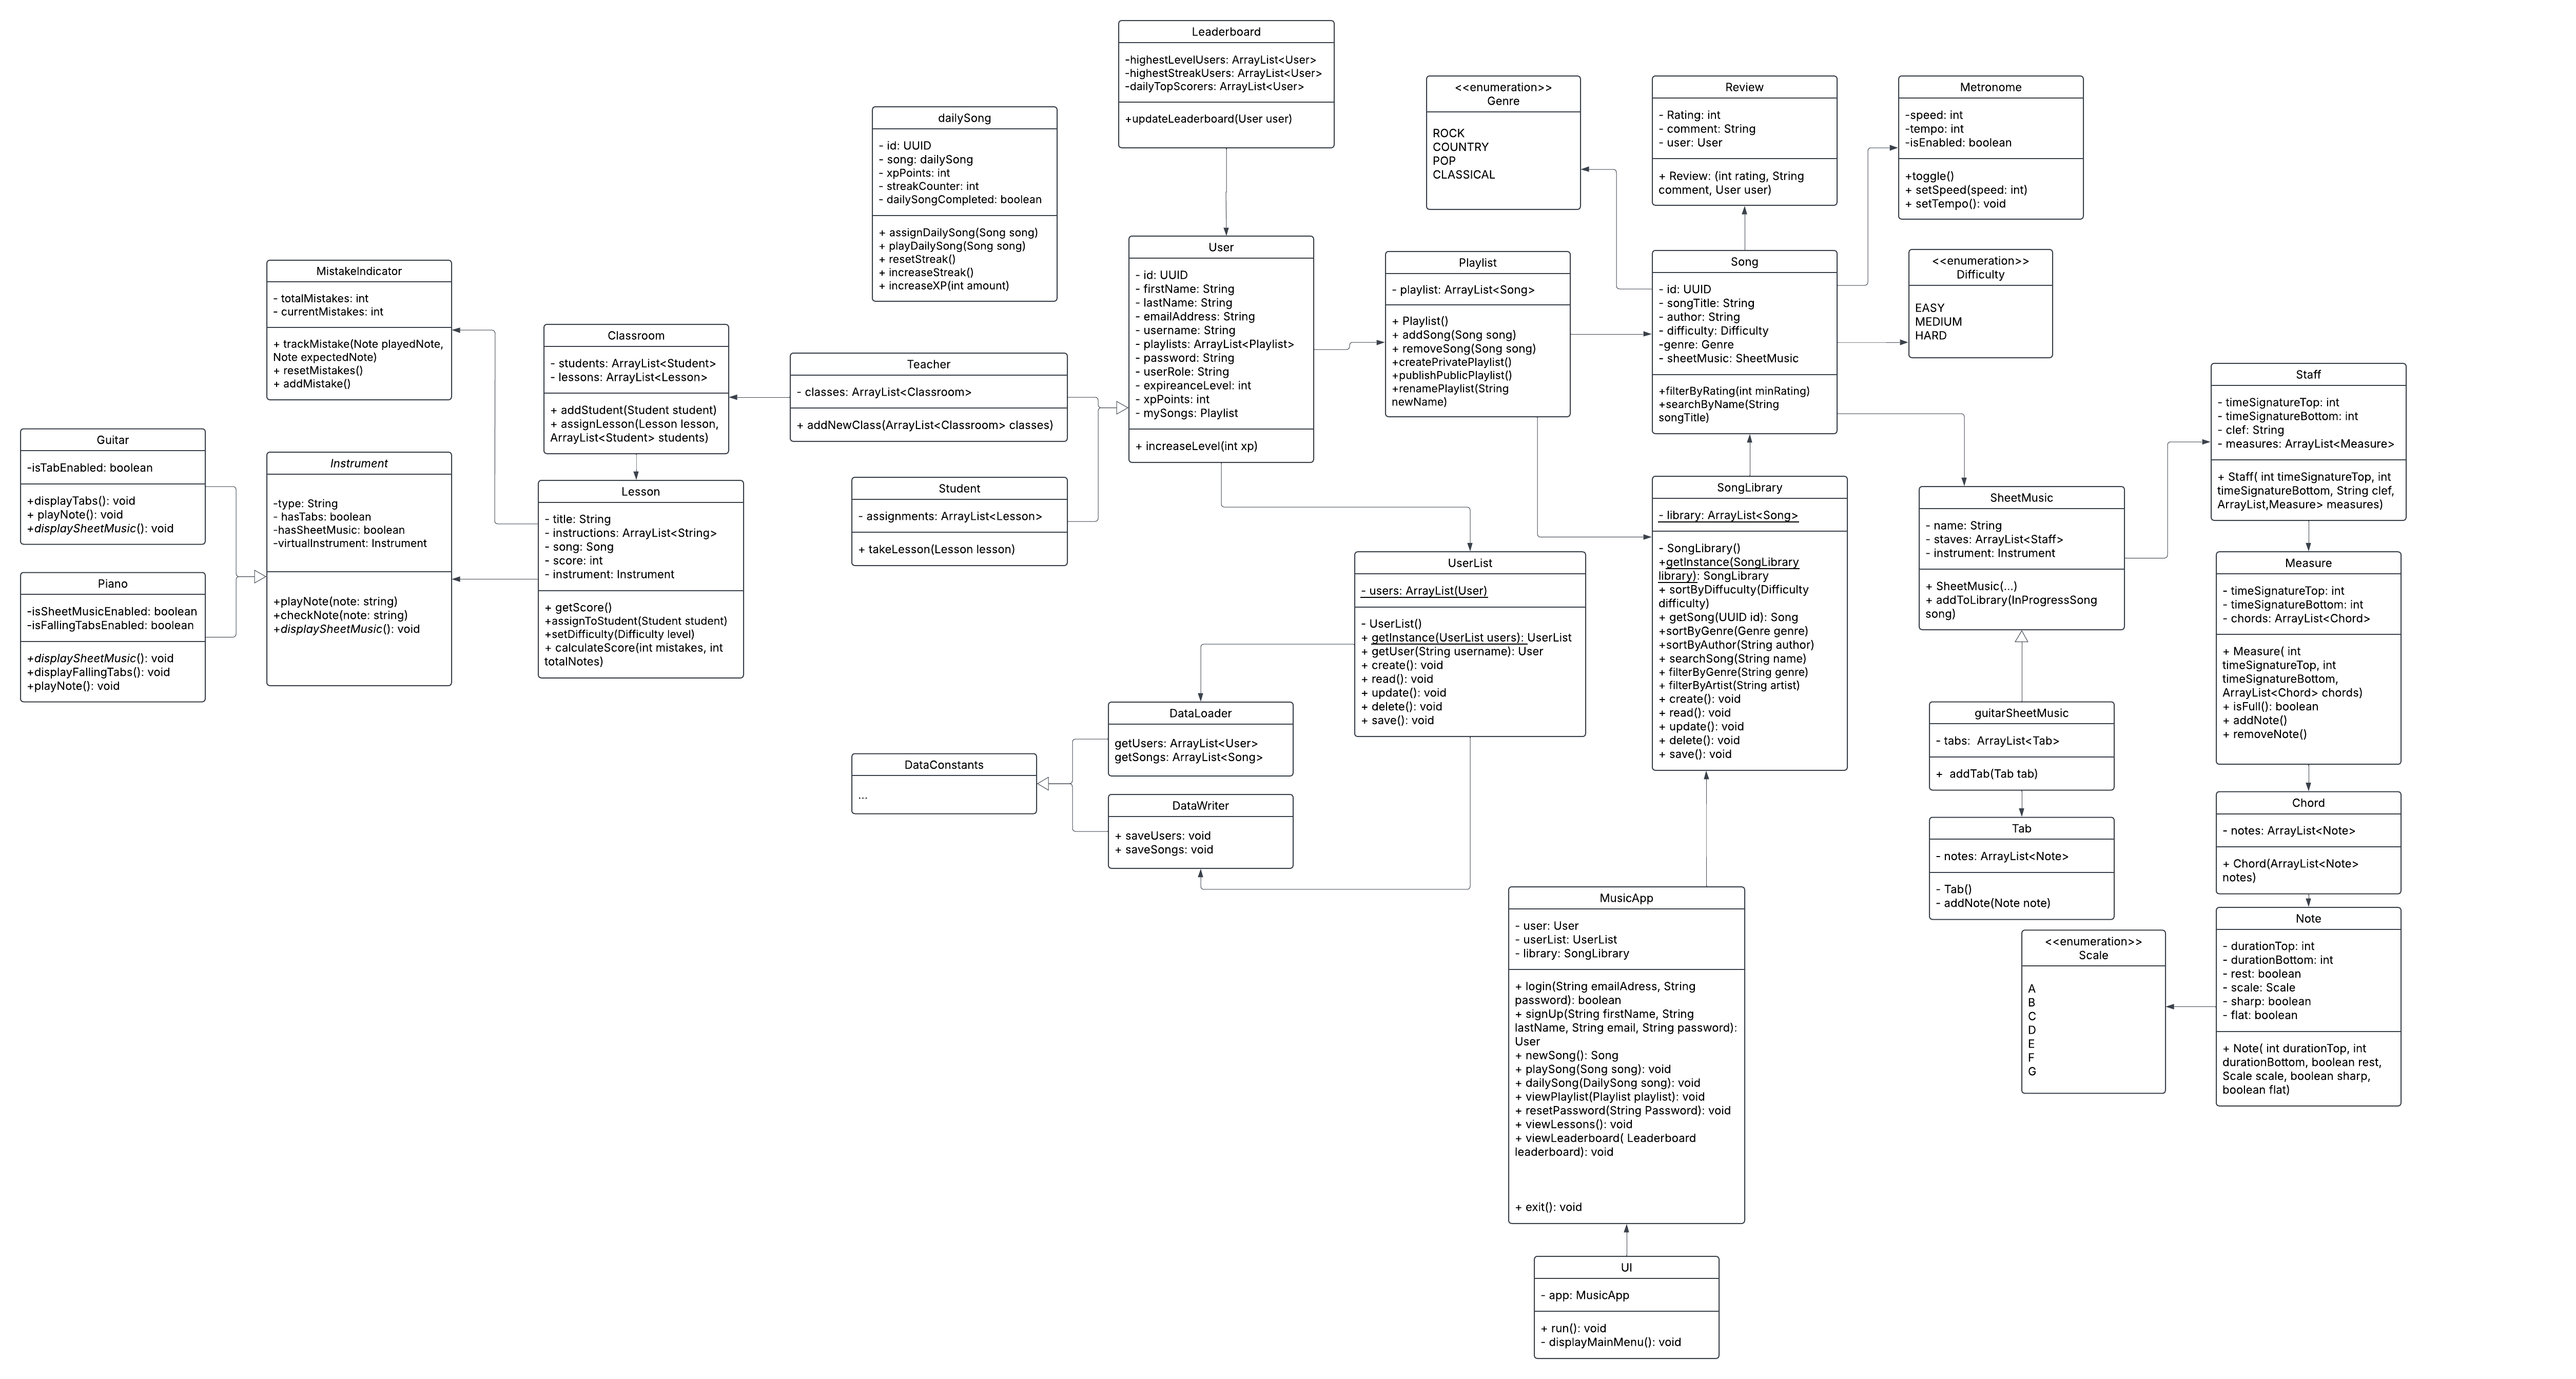 Leaderboard
-highestLevelUsers: ArrayList<User>
-highestStreakUsers: ArrayList<User>
-dailyTopScorers: ArrayList<User>
+updateLeaderboard(User user)
<<enumeration>>
Genre
ROCK
COUNTRY
POP
CLASSICAL
Review
- Rating: int
- comment: String
- user: User
+ Review: (int rating, String
comment, User user)
Metronome
-speed: int
-tempo: int
-isEnabled: boolean
+toggle()
+ setSpeed(speed: int)
+ setTempo(): void
dailySong
- id: UUID
- song: dailySong
- xpPoints: int
- streakCounter: int
- dailySongCompleted: boolean
+ assignDailySong(Song song)
+ playDailySong(Song song)
+ resetStreak()
+ increaseStreak()
+ increaseXP(int amount)
User
- id: UUID
- firstName: String
- lastName: String
- emailAddress: String
- username: String
- playlists: ArrayList<Playlist>
- password: String
- userRole: String
- expireanceLevel: int
- xpPoints: int
- mySongs: Playlist
+ increaseLevel(int xp)
Playlist
- playlist: ArrayList<Song>
+ Playlist()
+ addSong(Song song)
+ removeSong(Song song)
+createPrivatePlaylist()
+publishPublicPlaylist()
+renamePlaylist(String
newName)
Song
- id: UUID
- songTitle: String
- author: String
- difficulty: Difficulty
-genre: Genre
- sheetMusic: SheetMusic
+filterByRating(int minRating)
+searchByName(String
songTitle)
<<enumeration>>
Difficulty
EASY
MEDIUM
HARD
MistakeIndicator
- totalMistakes: int
- currentMistakes: int
+ trackMistake(Note playedNote,
Note expectedNote)
+ resetMistakes()
+ addMistake()
Classroom
- students: ArrayList<Student>
- lessons: ArrayList<Lesson>
+ addStudent(Student student)
+ assignLesson(Lesson lesson,
ArrayList<Student> students)
Teacher
- classes: ArrayList<Classroom>
+ addNewClass(ArrayList<Classroom> classes)
Staff
- timeSignatureTop: int
- timeSignatureBottom: int
- clef: String
- measures: ArrayList<Measure>
+ Staff( int timeSignatureTop, int
timeSignatureBottom, String clef,
ArrayList,Measure> measures)
Guitar
-isTabEnabled: boolean
+displayTabs(): void
+ playNote(): void
+displaySheetMusic(): void
Instrument
-type: String
- hasTabs: boolean
-hasSheetMusic: boolean
-virtualInstrument: Instrument
+playNote(note: string)
+checkNote(note: string)
+displaySheetMusic(): void
Lesson
- title: String
- instructions: ArrayList<String>
- song: Song
- score: int
- instrument: Instrument
+ getScore()
+assignToStudent(Student student)
+setDifficulty(Difficulty level)
+ calculateScore(int mistakes, int
totalNotes)
Student
- assignments: ArrayList<Lesson>
+ takeLesson(Lesson lesson)
SongLibrary
- library: ArrayList<Song>
- SongLibrary()
+getInstance(SongLibrary
library): SongLibrary
+ sortByDiffuculty(Difficulty
difficulty)
+ getSong(UUID id): Song
+sortByGenre(Genre genre)
+sortByAuthor(String author)
+ searchSong(String name)
+ filterByGenre(String genre)
+ filterByArtist(String artist)
+ create(): void
+ read(): void
+ update(): void
+ delete(): void
+ save(): void
SheetMusic
- name: String
- staves: ArrayList<Staff>
- instrument: Instrument
+ SheetMusic(...)
+ addToLibrary(InProgressSong
song)
Piano
-isSheetMusicEnabled: boolean
-isFallingTabsEnabled: boolean
+displaySheetMusic(): void
+displayFallingTabs(): void
+playNote(): void
UserList
- users: ArrayList(User)
- UserList()
+ getInstance(UserList users): UserList
+ getUser(String username): User
+ create(): void
+ read(): void
+ update(): void
+ delete(): void
+ save(): void
Measure
- timeSignatureTop: int
- timeSignatureBottom: int
- chords: ArrayList<Chord>
+ Measure( int
timeSignatureTop, int
timeSignatureBottom,
ArrayList<Chord> chords)
+ isFull(): boolean
+ addNote()
+ removeNote()
DataLoader
getUsers: ArrayList<User>
getSongs: ArrayList<Song>
guitarSheetMusic
- tabs: ArrayList<Tab>
+ addTab(Tab tab)
DataConstants
...
DataWriter
+ saveUsers: void
+ saveSongs: void
Tab
- notes: ArrayList<Note>
- Tab()
- addNote(Note note)
Chord
- notes: ArrayList<Note>
+ Chord(ArrayList<Note>
notes)
MusicApp
- user: User
- userList: UserList
- library: SongLibrary
+ login(String emailAdress, String
password): boolean
+ signUp(String firstName, String
lastName, String email, String password):
User
+ newSong(): Song
+ playSong(Song song): void
+ dailySong(DailySong song): void
+ viewPlaylist(Playlist playlist): void
+ resetPassword(String Password): void
+ viewLessons(): void
+ viewLeaderboard( Leaderboard
leaderboard): void
+ exit(): void
<<enumeration>>
Scale
A
B
C
D
E
F
G
Note
- durationTop: int
- durationBottom: int
- rest: boolean
- scale: Scale
- sharp: boolean
- flat: boolean
+ Note( int durationTop, int
durationBottom, boolean rest,
Scale scale, boolean sharp,
boolean flat)
UI
- app: MusicApp
+ run(): void
- displayMainMenu(): void